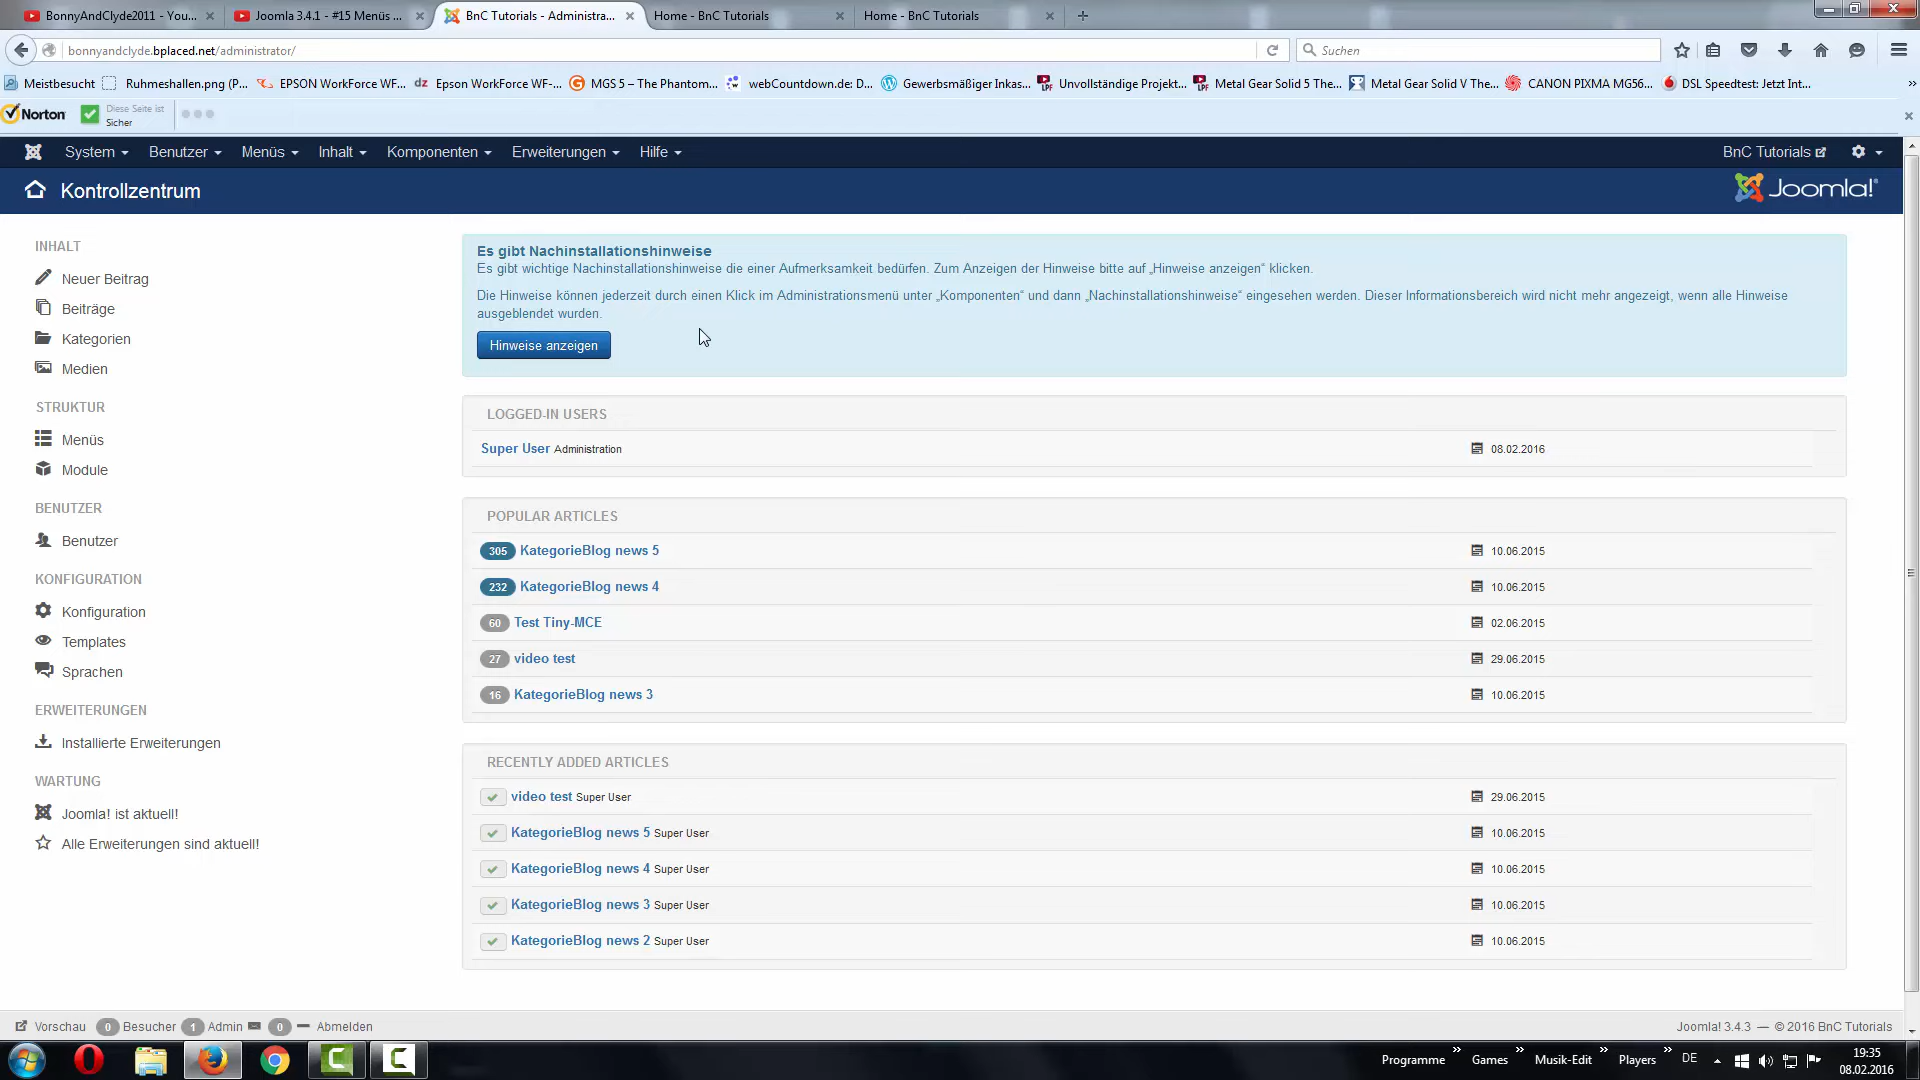 BonnyAndClyde2011 - You...
Joomla 3.4.1 - #15 Menüs ...
BnC Tutorials - Administra...
Home - BnC Tutorials
Home - BnC Tutorials
bonnyandclyde.bplaced.net/administrator/
Suchen
Meistbesucht
Ruhmeshallen.png (P...
EPSON WorkForce WF...
dz Epson WorkForce WF-...
MGS 5 – The Phantom...
webCountdown.de: D...
Gewerbsmäßiger Inkas...
Unvollständige Projekt...
Metal Gear Solid 5 The...
Metal Gear Solid V The...
CANON PIXMA MG56...
DSL Speedtest: Jetzt Int...
Norton
Diese Seite ist
Sicher
System Benutzer Menüs Inhalt Komponenten Erweiterungen Hilfe
BnC Tutorials
Kontrollzentrum
Joomla!
INHALT
Neuer Beitrag
Beiträge
Kategorien
Medien
STRUKTUR
Menüs
Module
BENUTZER
Benutzer
KONFIGURATION
Konfiguration
Templates
Sprachen
ERWEITERUNGEN
Installierte Erweiterungen
WARTUNG
Joomla! ist aktuell!
Alle Erweiterungen sind aktuell!
Es gibt Nachinstallationshinweise
Es gibt wichtige Nachinstallationshinweise die einer Aufmerksamkeit bedürfen. Zum Anzeigen der Hinweise bitte auf „Hinweise anzeigen“ klicken.
Die Hinweise können jederzeit durch einen Klick im Administrationsmenü unter „Komponenten“ und dann „Nachinstallationshinweise“ eingesehen werden. Dieser Informationsbereich wird nicht mehr angezeigt, wenn alle Hinweise
ausgeblendet wurden.
Hinweise anzeigen
LOGGED-IN USERS
Super User Administration 08.02.2016
POPULAR ARTICLES
305 KategorieBlog news 5 10.06.2015
232 KategorieBlog news 4 10.06.2015
60 Test Tiny-MCE 02.06.2015
27 video test 29.06.2015
16 KategorieBlog news 3 10.06.2015
RECENTLY ADDED ARTICLES
video test Super User 29.06.2015
KategorieBlog news 5 Super User 10.06.2015
KategorieBlog news 4 Super User 10.06.2015
KategorieBlog news 3 Super User 10.06.2015
KategorieBlog news 2 Super User 10.06.2015
Vorschau 0 Besucher 1 Admin 0 Abmelden
Joomla! 3.4.3 — © 2016 BnC Tutorials
Programme » Games » Musik-Edit » Players » DE
19:35
08.02.2016